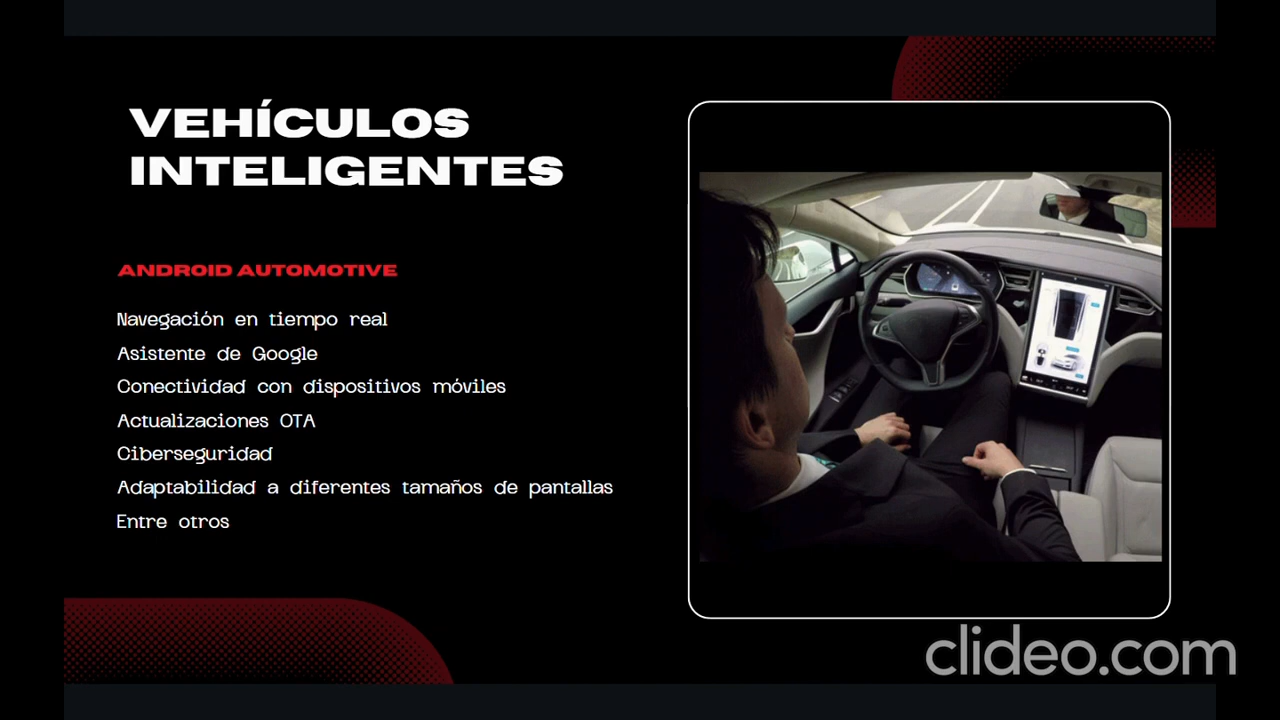 VEHÍCULOS
INTELIGENTES
ANDROID AUTOMOTIVE
Navegación en tiempo real
Asistente de Google
Conectividad con dispositivos móviles
Actualizaciones OTA
Ciberseguridad
Adaptabilidad a diferentes tamaños de pantallas
Entre otros
clideo.com